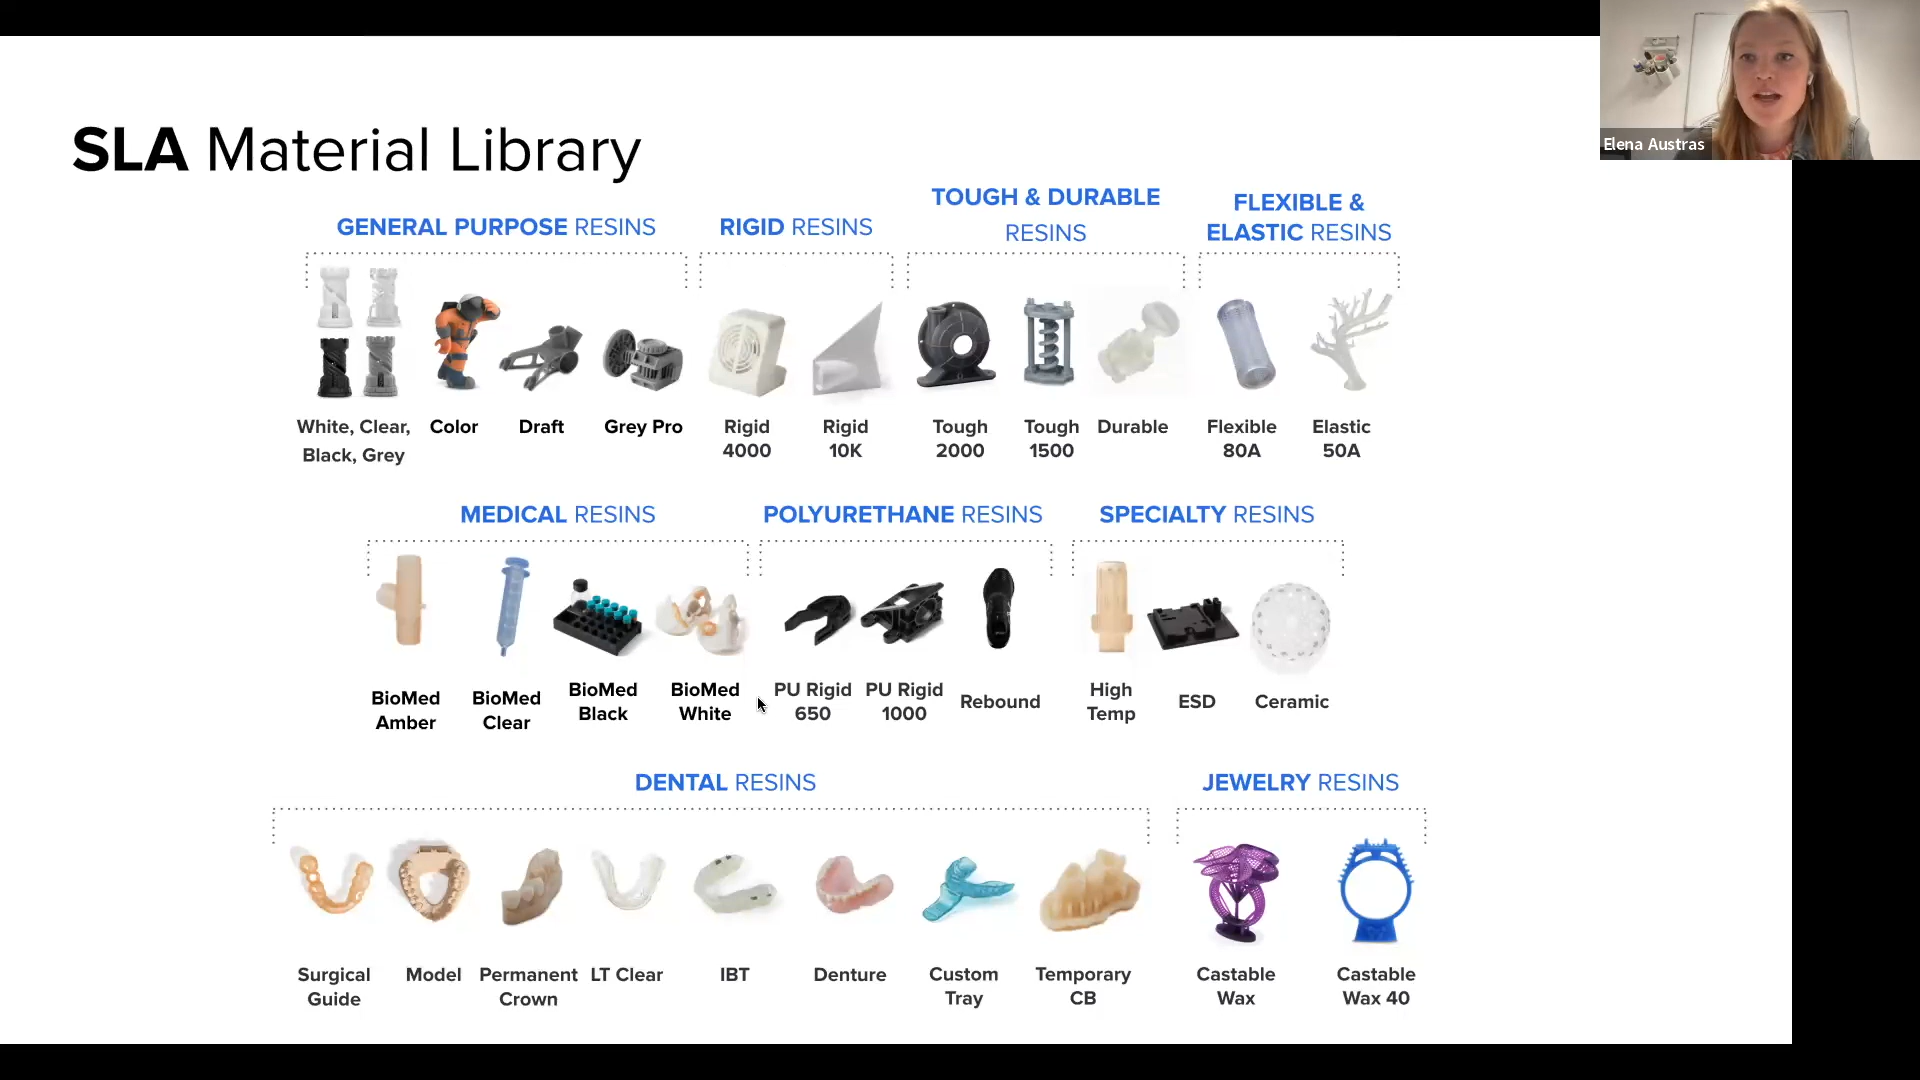 Elena Austras
SLA Material Library
GENERAL PURPOSE RESINS
RIGID RESINS
TOUGH & DURABLE
RESINS
FLEXIBLE &
ELASTIC RESINS
White, Clear,
Black, Grey
Color
Draft
Grey Pro
Rigid
4000
Rigid
10K
Tough
2000
Tough
1500
Durable
Flexible
80A
Elastic
50A
MEDICAL RESINS
POLYURETHANE RESINS
SPECIALTY RESINS
BioMed
Amber
BioMed
Clear
BioMed
Black
BioMed
White
PU Rigid
650
PU Rigid
1000
Rebound
High
Temp
ESD
Ceramic
DENTAL RESINS
JEWELRY RESINS
Surgical
Guide
Model
Permanent
Crown
LT Clear
IBT
Denture
Custom
Tray
Temporary
CB
Castable
Wax
Castable
Wax 40